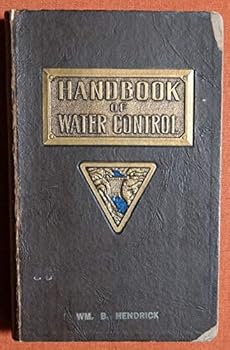 HANDBOOK
OF
WATER CONTROL
WM. B. HENDRICK